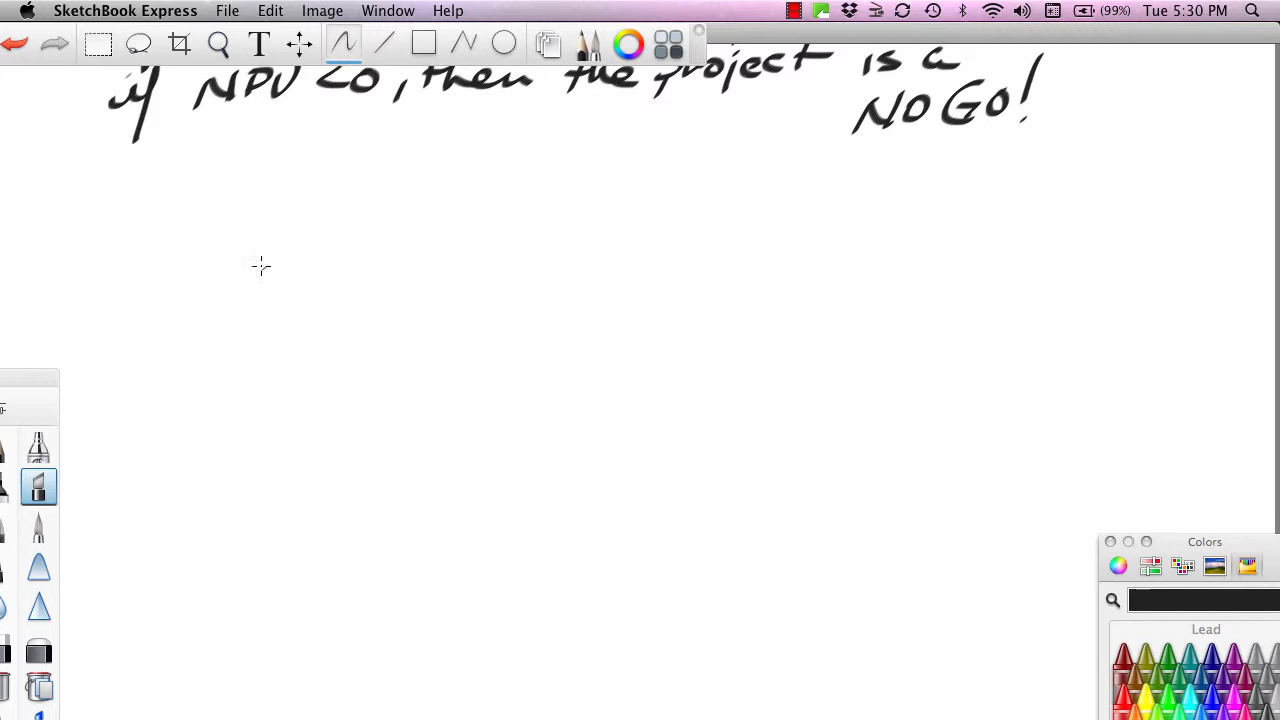 SketchBook Express File Edit Image Window Help (99%) Tue 5:30 PM
T
if NPV <0, then the project is a
NO GO!
Colors
Lead